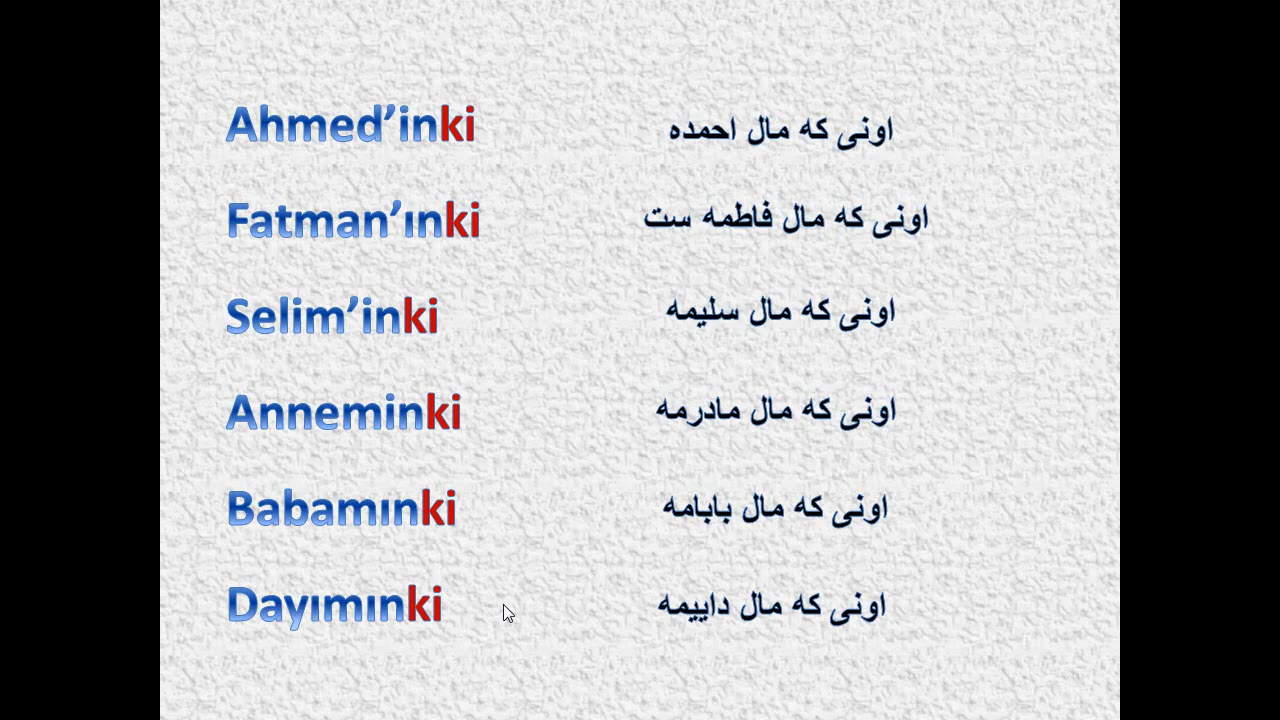 Ahmed’inki اونی که مال احمده
Fatman’ınki اونی که مال فاطمه ست
Selim’inki اونی که مال سلیمه
Anneminki اونی که مال مادرمه
Babamınki اونی که مال بابامه
Dayımınki اونی که مال داییمه